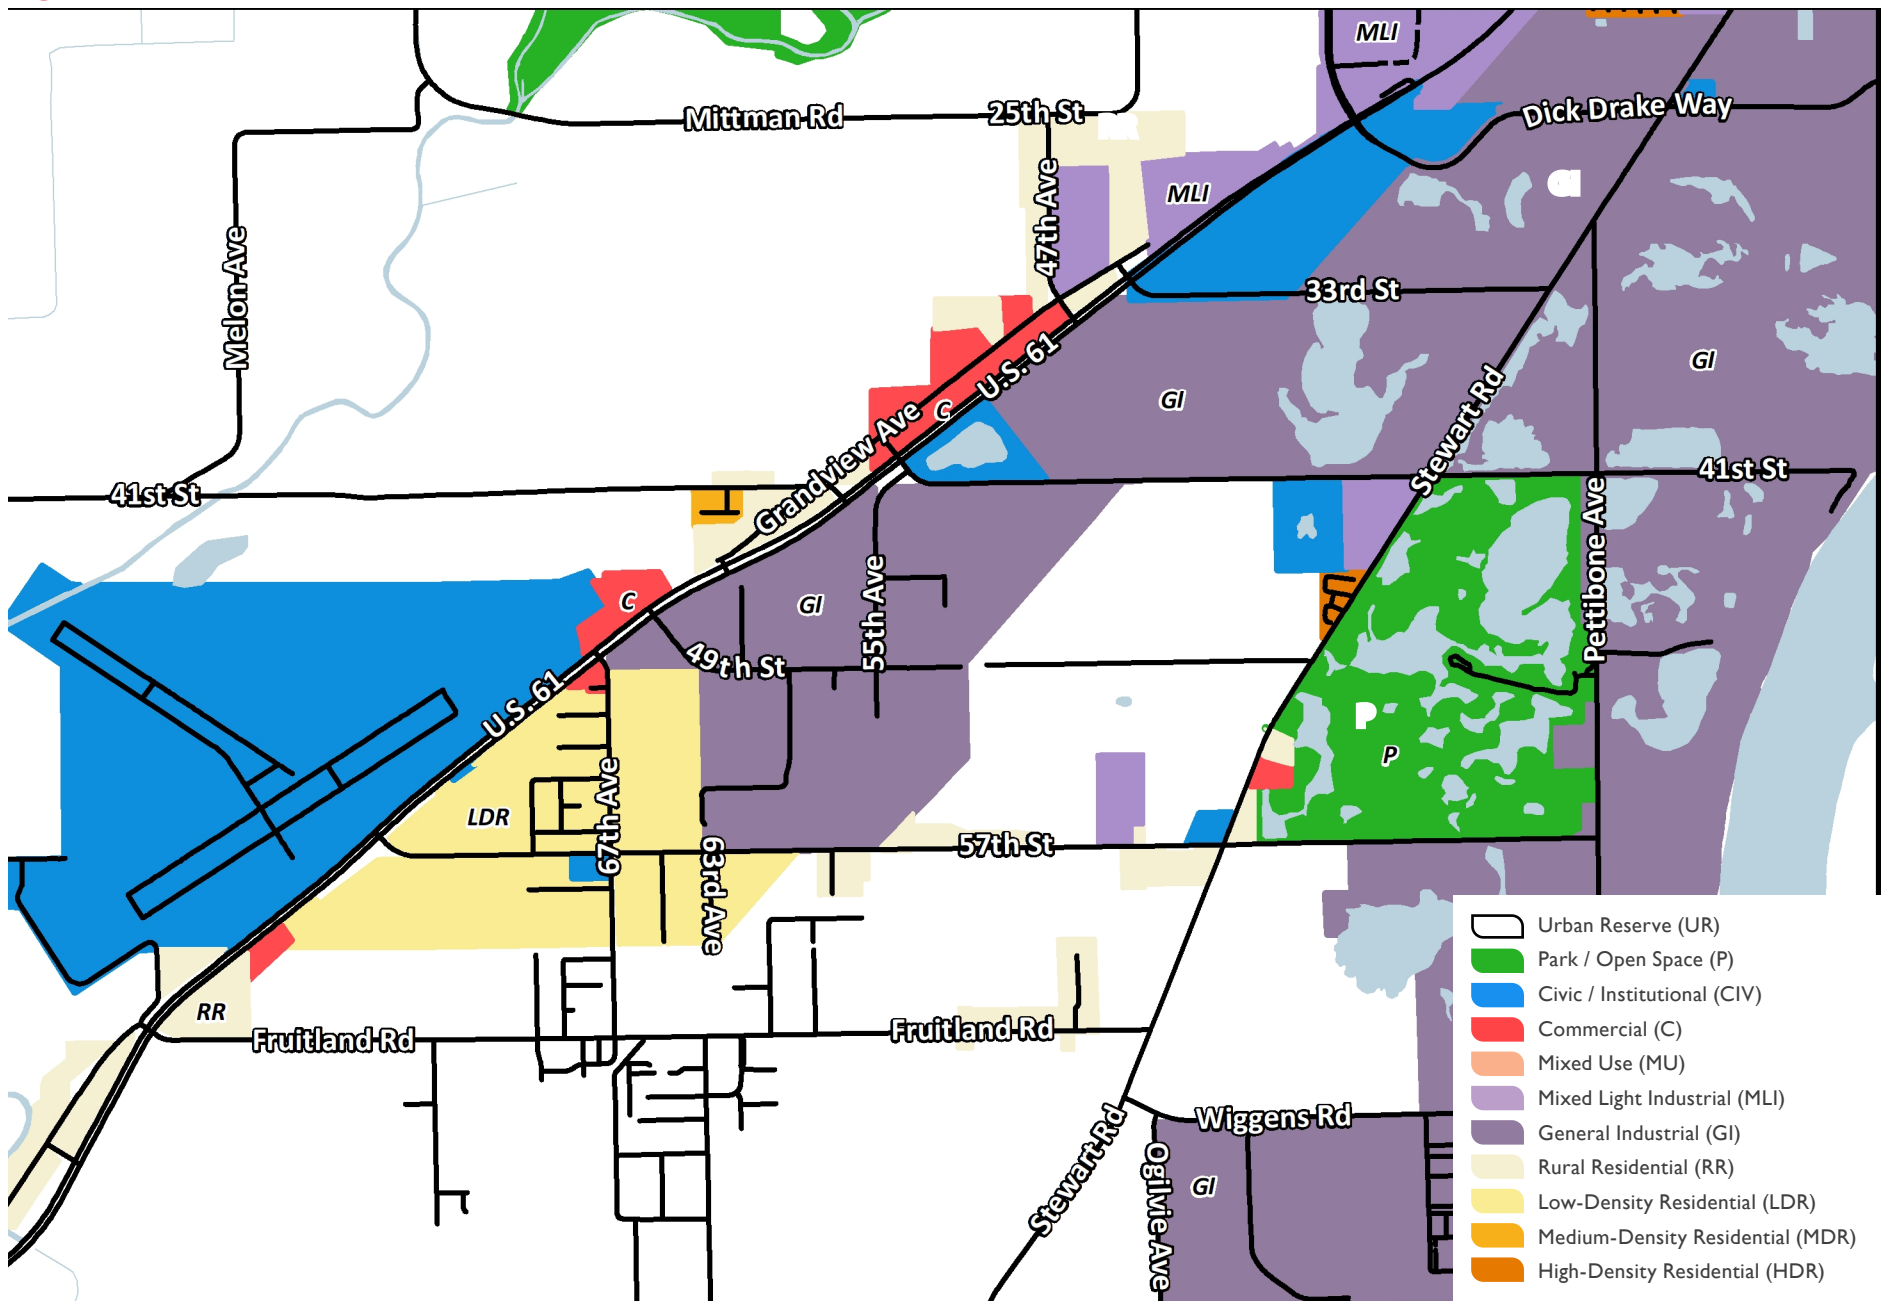 MLI
Mittman Rd
25th St
RR
Dick Drake Way
47th Ave
MLI
GI
Melon Ave
33rd St
U.S. 61
GI
GI
C
Grandview Ave
Stewart Rd
41st St
41st St
Pettibone Ave
C
GI
55th Ave
49th St
U.S. 61
P
P
LDR
67th Ave
63rd Ave
57th St
RR
Fruitland Rd
Fruitland Rd
Stewart Rd
Wiggens Rd
Ogilvie Ave
GI
Urban Reserve (UR)
Park / Open Space (P)
Civic / Institutional (CIV)
Commercial (C)
Mixed Use (MU)
Mixed Light Industrial (MLI)
General Industrial (GI)
Rural Residential (RR)
Low-Density Residential (LDR)
Medium-Density Residential (MDR)
High-Density Residential (HDR)